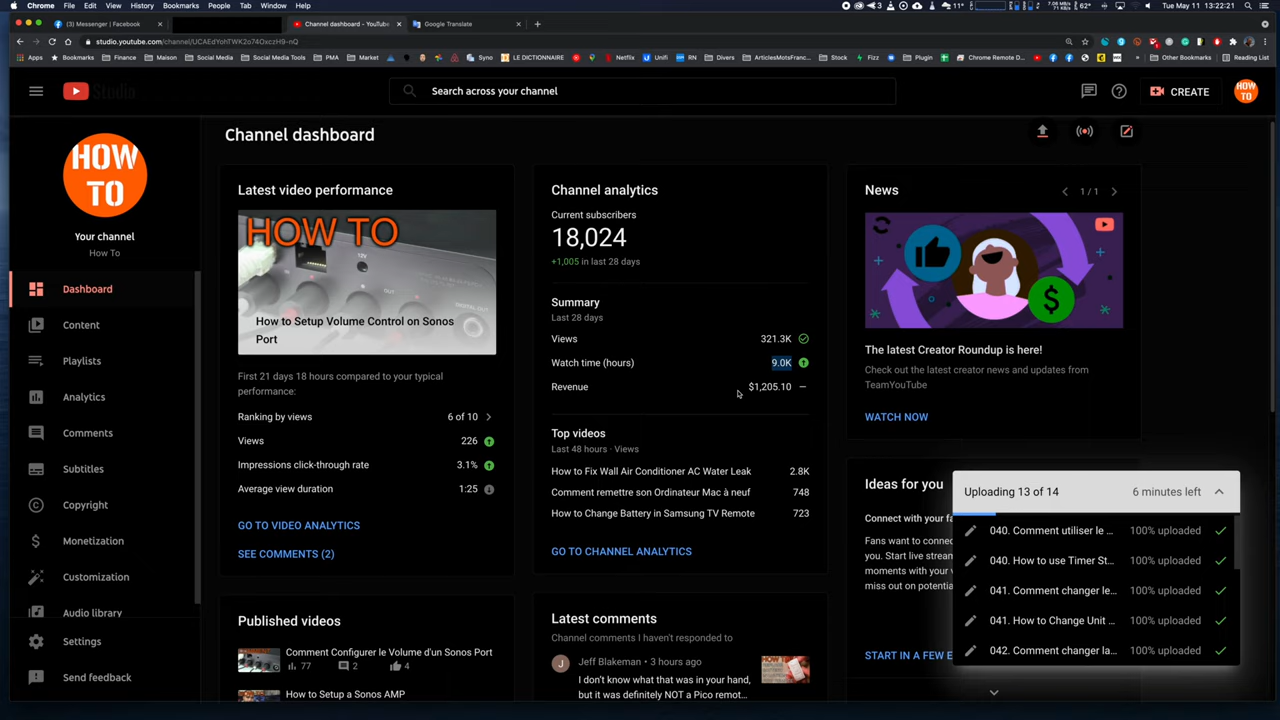 Chrome File Edit View History Bookmarks People Tab Window Help
11° 62° Tue May 11 13:22:21
(3) Messenger | Facebook
Channel dashboard - YouTube
Google Translate
studio.youtube.com/channel/UCAEdYohTWK2o74OxczH9-nQ
Apps Bookmarks Finance Maison Social Media Social Media Tools PMA Market Syno LE DICTIONNAIRE Netflix Unifi RN Divers ArticlesMotsFranc... Stock Fizz Plugin Chrome Remote D... Other Bookmarks Reading List
Studio
Search across your channel
CREATE
HOW TO
HOW
TO
Your channel
How To
Dashboard
Content
Playlists
Analytics
Comments
Subtitles
Copyright
Monetization
Customization
Audio library
Settings
Send feedback
Channel dashboard
Latest video performance
HOW TO
12V
DIGITAL OUT
How to Setup Volume Control on Sonos
Port
First 21 days 18 hours compared to your typical
performance:
Ranking by views 6 of 10
Views 226
Impressions click-through rate 3.1%
Average view duration 1:25
GO TO VIDEO ANALYTICS
SEE COMMENTS (2)
Published videos
Comment Configurer le Volume d'un Sonos Port
77 2 4
How to Setup a Sonos AMP
Channel analytics
Current subscribers
18,024
+1,005 in last 28 days
Summary
Last 28 days
Views 321.3K
Watch time (hours) 9.0K
Revenue $1,205.10 —
Top videos
Last 48 hours · Views
How to Fix Wall Air Conditioner AC Water Leak 2.8K
Comment remettre son Ordinateur Mac à neuf 748
How to Change Battery in Samsung TV Remote 723
GO TO CHANNEL ANALYTICS
Latest comments
Channel comments I haven't responded to
Jeff Blakeman • 3 hours ago
I don't know what that was in your hand,
but it was definitely NOT a Pico remot...
News
1 / 1
The latest Creator Roundup is here!
Check out the latest creator news and updates from
TeamYouTube
WATCH NOW
Ideas for you
Connect with your fa
Fans want to connec
you. Start live stream
moments with your v
miss out on potentia
START IN A FEW E
Uploading 13 of 14 6 minutes left
040. Comment utiliser le ... 100% uploaded
040. How to use Timer St... 100% uploaded
041. Comment changer le... 100% uploaded
041. How to Change Unit ... 100% uploaded
042. Comment changer la... 100% uploaded